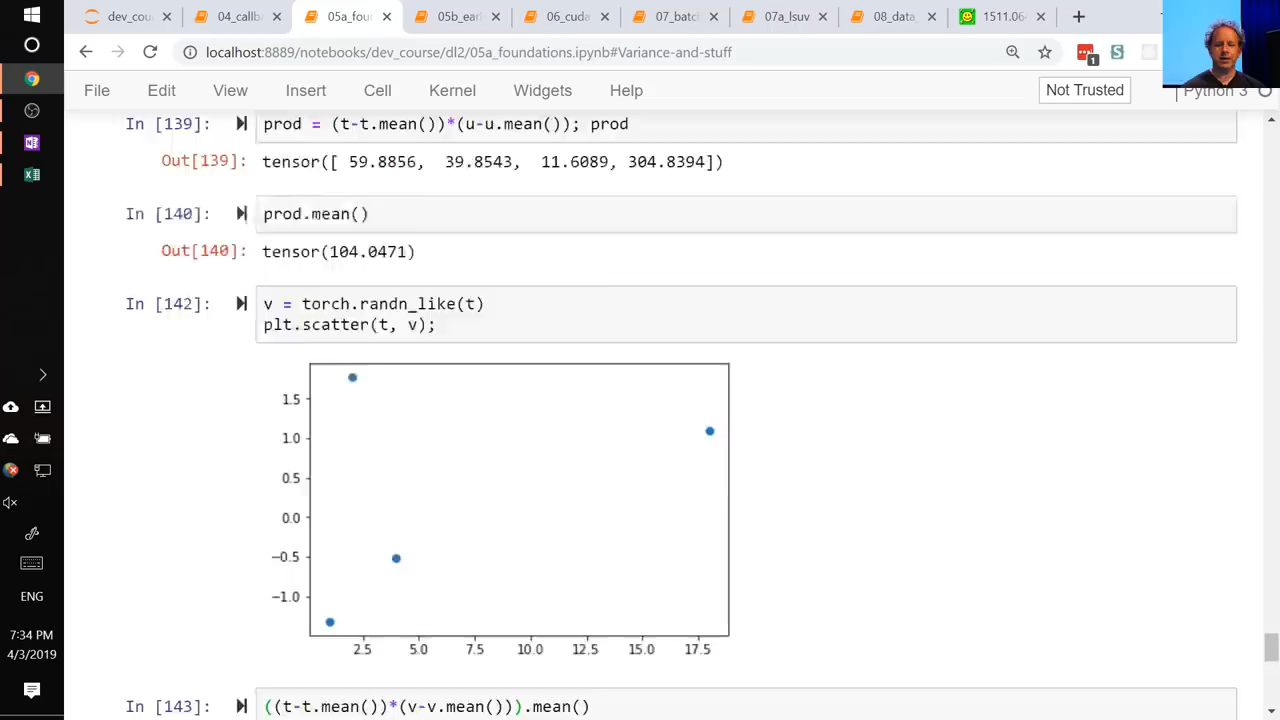 dev_cou
04_callb
05a_four
05b_earl
06_cuda
07_batch
07a_lsuv
08_data_
1511.06
localhost:8889/notebooks/dev_course/dl2/05a_foundations.ipynb#Variance-and-stuff
1
File Edit View Insert Cell Kernel Widgets Help
Not Trusted
Python 3
In [139]: prod = (t-t.mean())*(u-u.mean()); prod
Out[139]: tensor([ 59.8856, 39.8543, 11.6089, 304.8394])
In [140]: prod.mean()
Out[140]: tensor(104.0471)
In [142]: v = torch.randn_like(t)
plt.scatter(t, v);
1.5
1.0
0.5
0.0
−0.5
−1.0
2.5 5.0 7.5 10.0 12.5 15.0 17.5
In [143]: ((t-t.mean())*(v-v.mean())).mean()
ENG
7:34 PM
4/3/2019